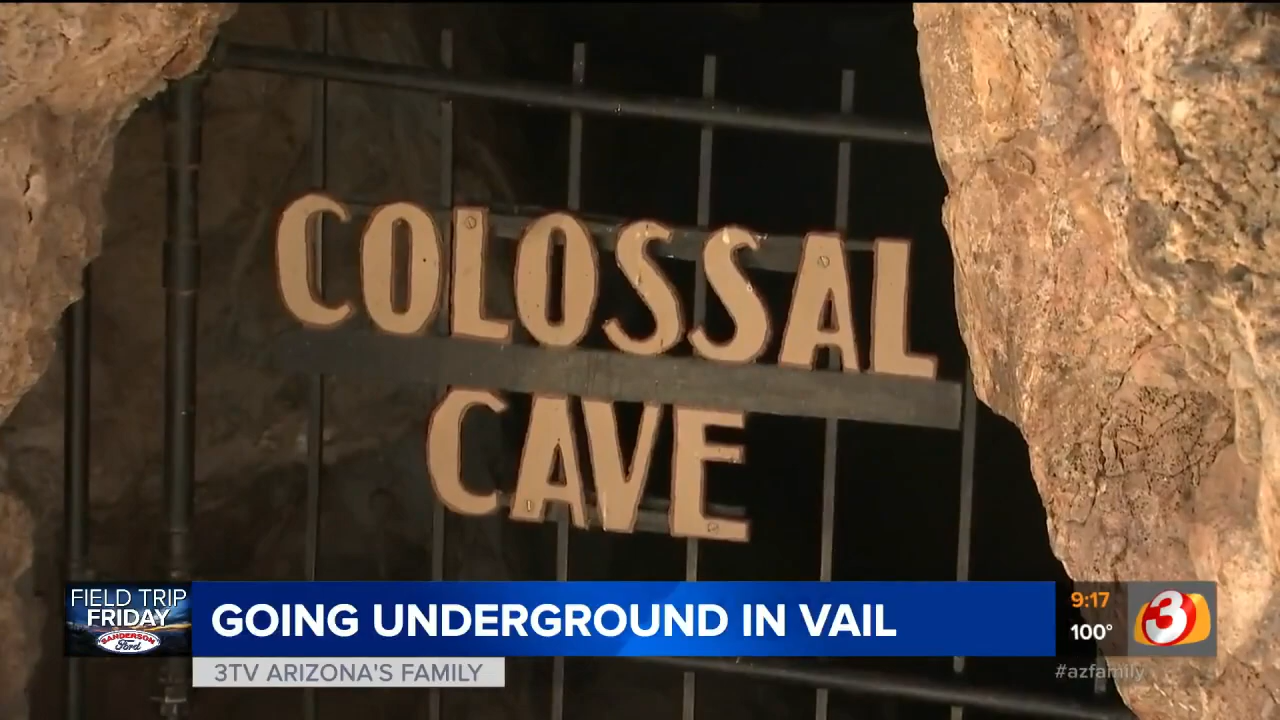 COLOSSAL
CAVE
FIELD TRIP
FRIDAY
SANDERSON
Ford
GOING UNDERGROUND IN VAIL
3TV ARIZONA'S FAMILY
9:17
100°
3
#azfamily